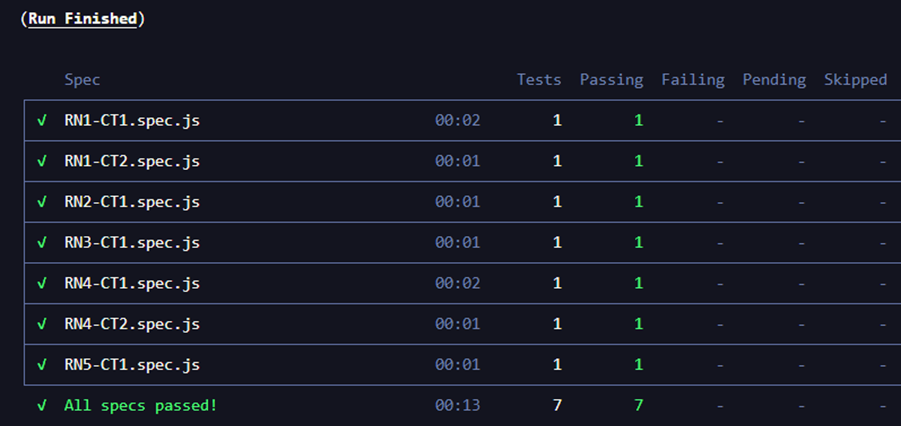 (Run Finished)
Spec Tests Passing Failing Pending Skipped
√ RN1-CT1.spec.js 00:02 1 1 - - -
√ RN1-CT2.spec.js 00:01 1 1 - - -
√ RN2-CT1.spec.js 00:01 1 1 - - -
√ RN3-CT1.spec.js 00:01 1 1 - - -
√ RN4-CT1.spec.js 00:02 1 1 - - -
√ RN4-CT2.spec.js 00:01 1 1 - - -
√ RN5-CT1.spec.js 00:01 1 1 - - -
√ All specs passed! 00:13 7 7 - - -